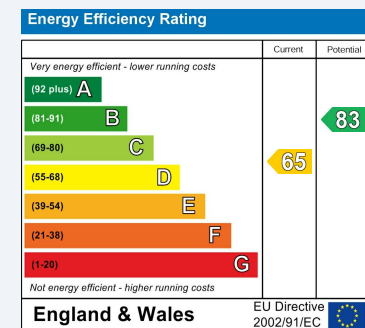 Energy Efficiency Rating
Current Potential
Very energy efficient - lower running costs
(92 plus) A
(81-91) B
83
(69-80) C
65
(55-68) D
(39-54) E
(21-38) F
(1-20) G
Not energy efficient - higher running costs
England & Wales
EU Directive
2002/91/EC